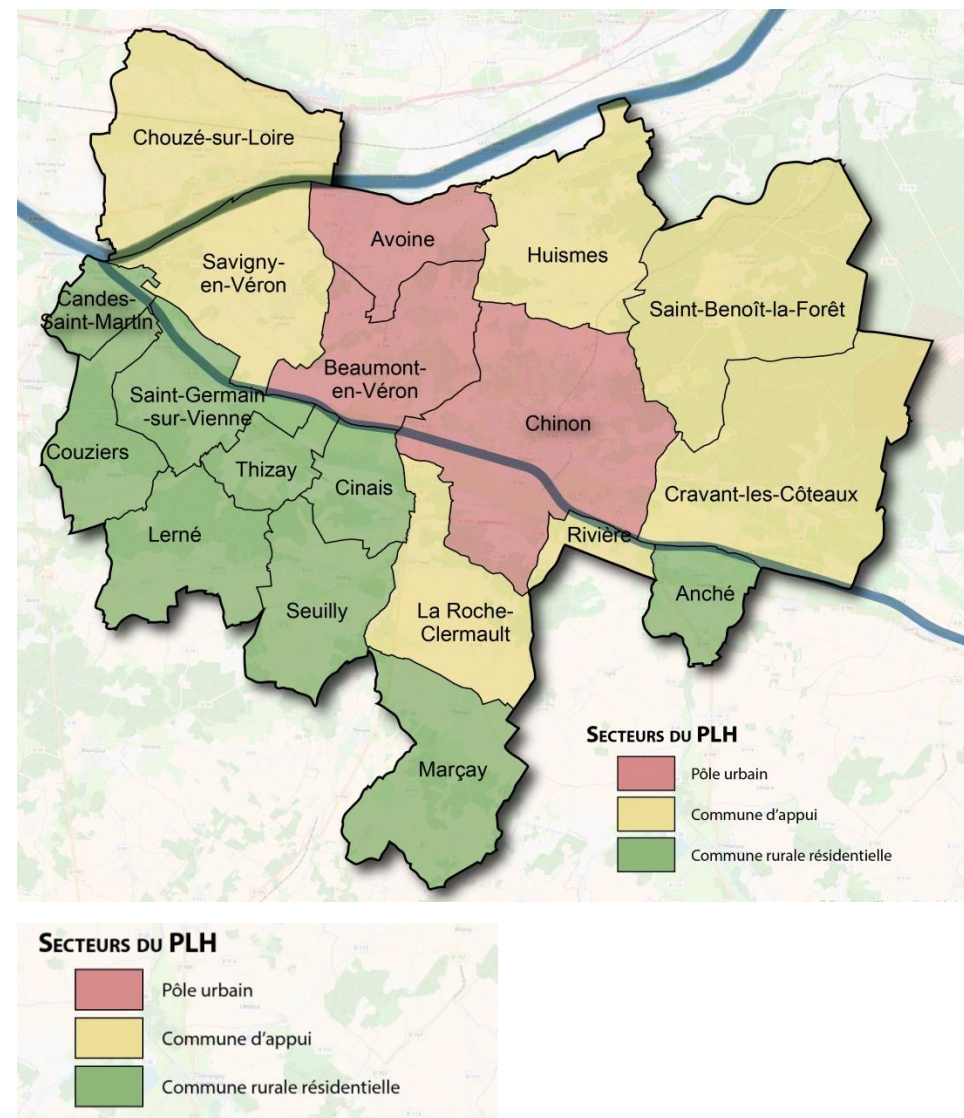 Chouzé-sur-Loire
Avoine
Huismes
Savigny-
en-Véron
Candes-
Saint-Martin
Saint-Benoît-la-Forêt
Beaumont-
en-Véron
Saint-Germain
-sur-Vienne
Chinon
Couziers
Thizay
Cinais
Cravant-les-Côteaux
Lerné
Rivière
Anché
Seuilly
La Roche-
Clermault
Marçay
SECTEURS DU PLH
Pôle urbain
Commune d'appui
Commune rurale résidentielle
SECTEURS DU PLH
Pôle urbain
Commune d'appui
Commune rurale résidentielle